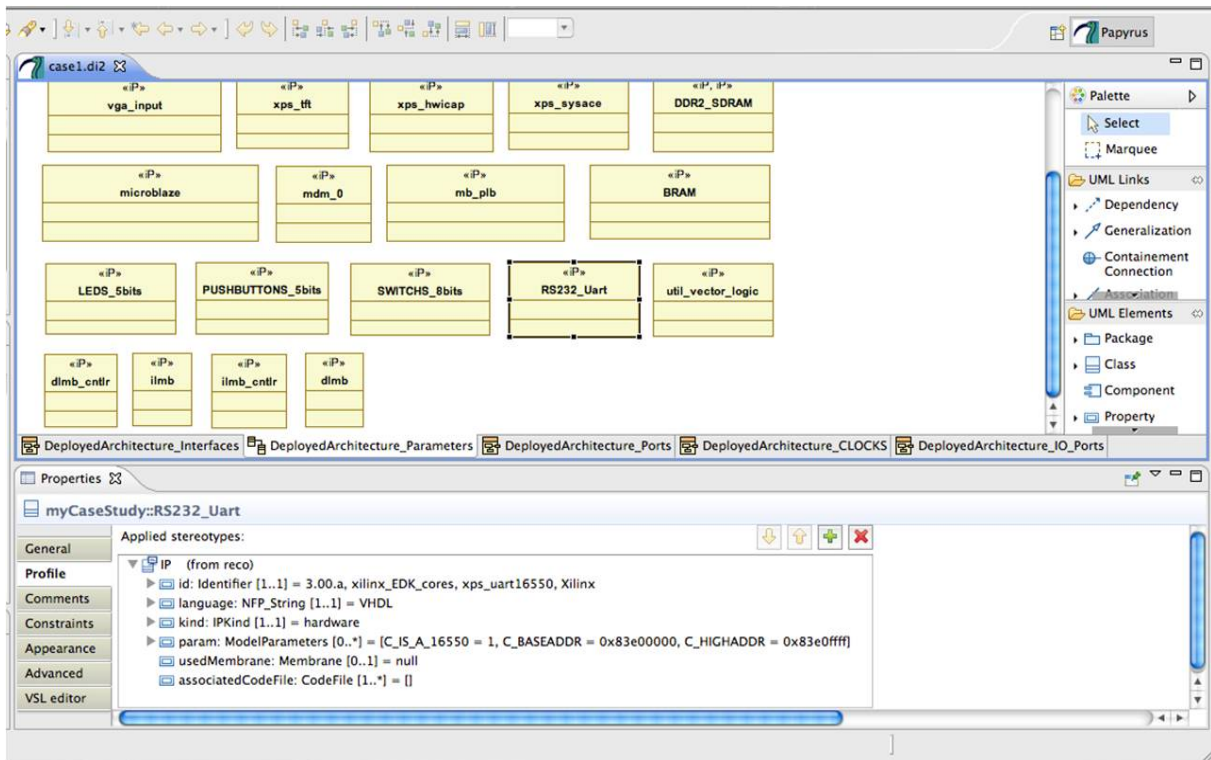 Papyrus
case1.di2
«iP» «iP» «iP» «iP» «iP, iP»
vga_input xps_tft xps_hwicap xps_sysace DDR2_SDRAM
«iP» «iP» «iP» «iP»
microblaze mdm_0 mb_plb BRAM
«iP» «iP» «iP» «iP» «iP»
LEDS_5bits PUSHBUTTONS_5bits SWITCHS_8bits RS232_Uart util_vector_logic
«iP» «iP» «iP» «iP»
dlmb_cntlr ilmb ilmb_cntlr dlmb
Palette
Select
Marquee
UML Links
Dependency
Generalization
Containement
Connection
Association
UML Elements
Package
Class
Component
Property
DeployedArchitecture_Interfaces DeployedArchitecture_Parameters DeployedArchitecture_Ports DeployedArchitecture_CLOCKS DeployedArchitecture_IO_Ports
Properties
myCaseStudy::RS232_Uart
General
Profile
Comments
Constraints
Appearance
Advanced
VSL editor
Applied stereotypes:
IP (from reco)
id: Identifier [1..1] = 3.00.a, xilinx_EDK_cores, xps_uart16550, Xilinx
language: NFP_String [1..1] = VHDL
kind: IPKind [1..1] = hardware
param: ModelParameters [0..*] = [C_IS_A_16550 = 1, C_BASEADDR = 0x83e00000, C_HIGHADDR = 0x83e0ffff]
usedMembrane: Membrane [0..1] = null
associatedCodeFile: CodeFile [1..*] = []